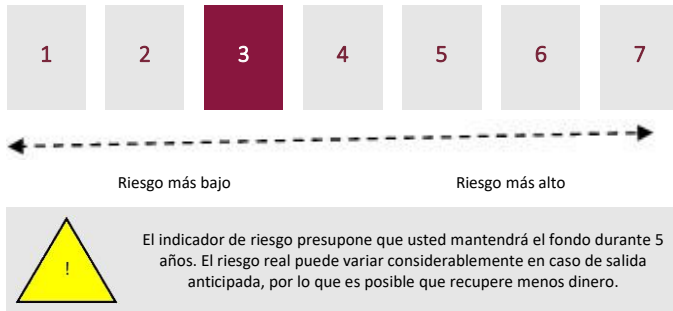 1 2 3 4 5 6 7
Riesgo más bajo Riesgo más alto
! El indicador de riesgo presupone que usted mantendrá el fondo durante 5
años. El riesgo real puede variar considerablemente en caso de salida
anticipada, por lo que es posible que recupere menos dinero.